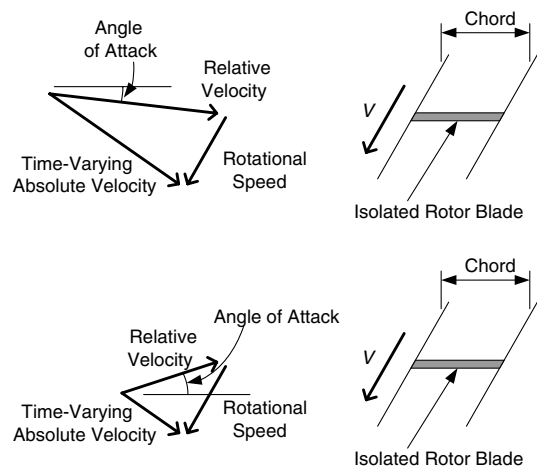 Angle
of Attack
Relative
Velocity
Time-Varying
Absolute Velocity
Rotational
Speed
Chord
V
Isolated Rotor Blade
Angle of Attack
Relative
Velocity
Time-Varying
Absolute Velocity
Rotational
Speed
Chord
V
Isolated Rotor Blade